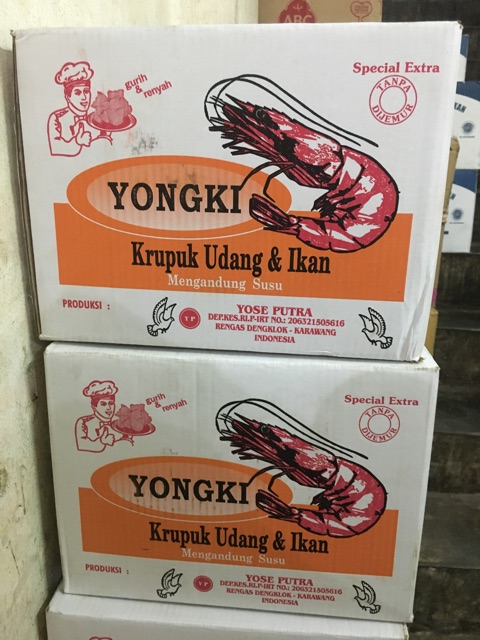 ABC
Special Extra
TANPA
DIJEMUR
gurih
& renyah
YONGKI
Krupuk Udang & Ikan
Mengandung Susu
PRODUKSI :
Y P
YOSE PUTRA
DEP.KES.RI.P-IRT NO.: 206321505616
RENGAS DENGKLOK - KARAWANG
INDONESIA
Special Extra
TANPA
DIJEMUR
gurih
& renyah
YONGKI
Krupuk Udang & Ikan
Mengandung Susu
PRODUKSI :
Y P
YOSE PUTRA
DEP.KES.RI.P-IRT NO.: 206321505616
RENGAS DENGKLOK - KARAWANG
INDONESIA